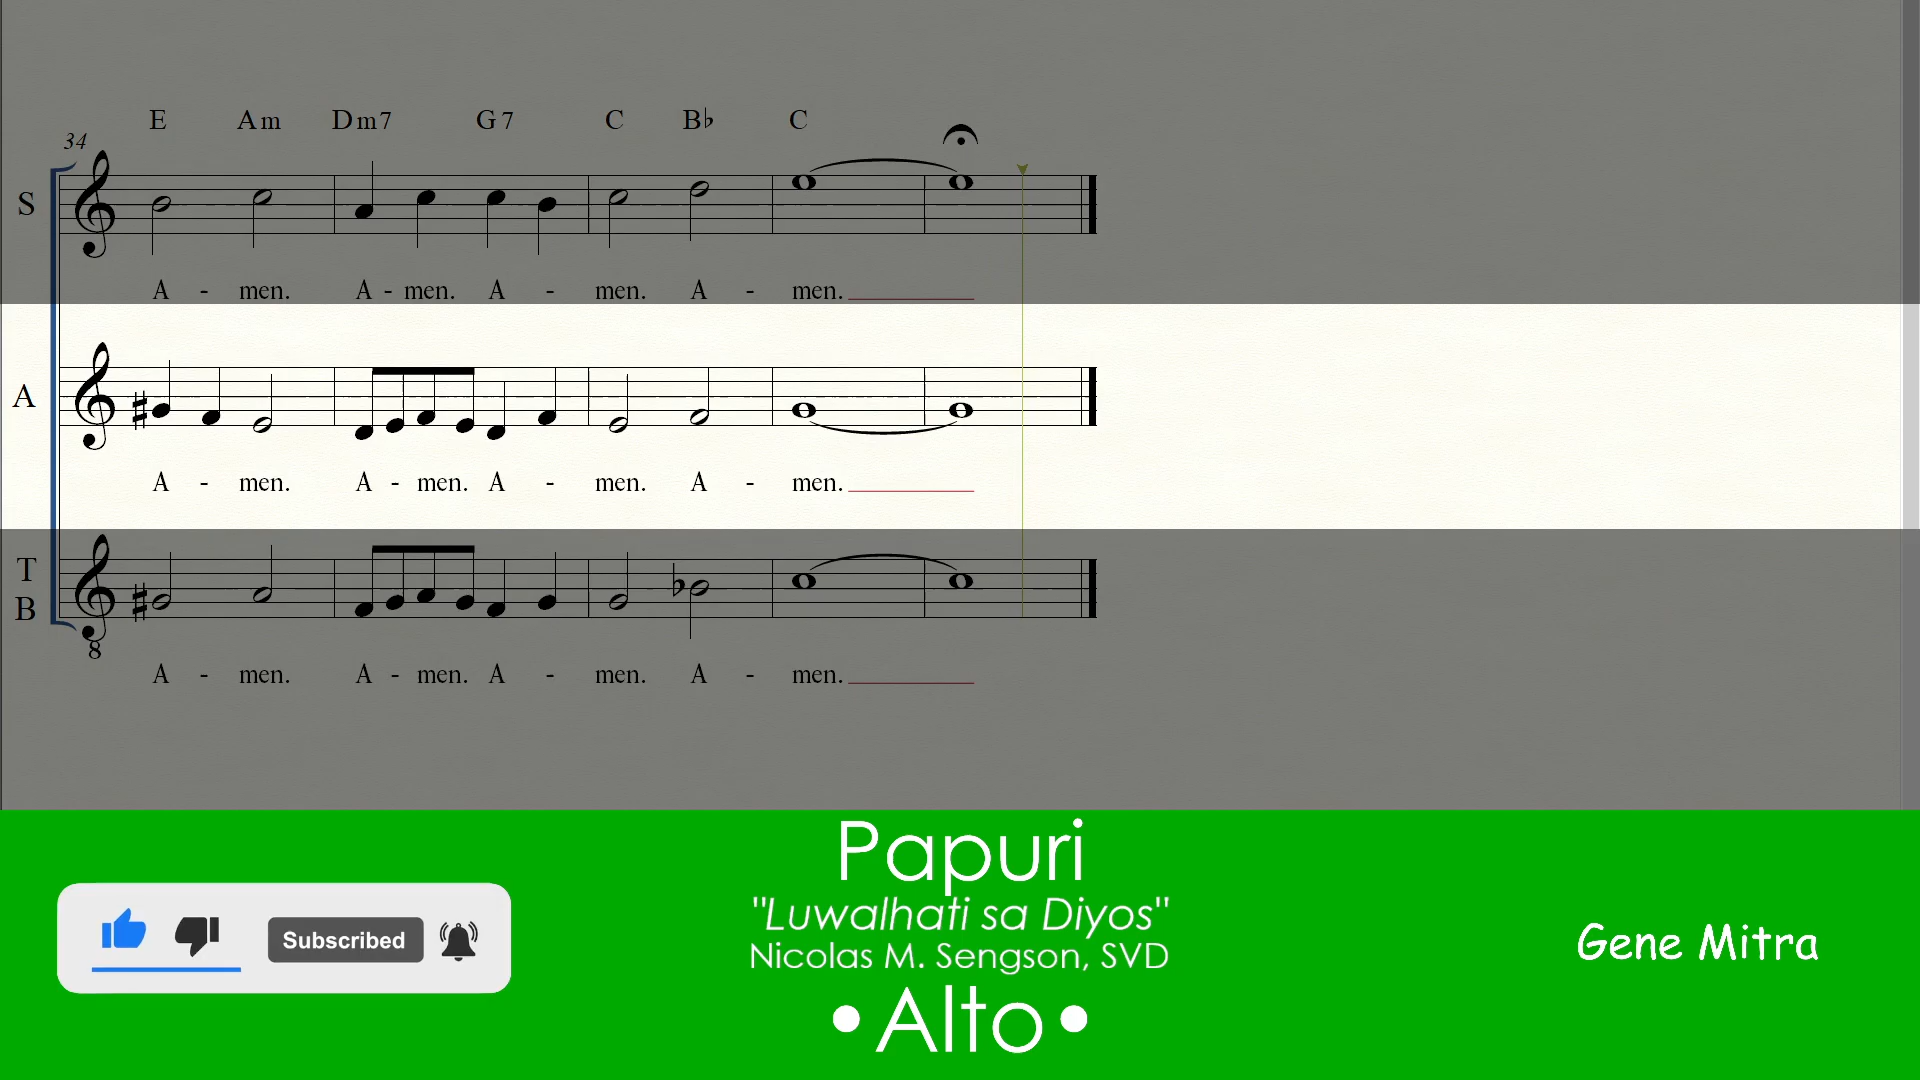 E Am Dm7 G7 C B♭ C
34
S
A - men. A - men. A - men. A - men.
A
A - men. A - men. A - men. A - men.
T
B
8
A - men. A - men. A - men. A - men.
Papuri
"Luwalhati sa Diyos"
Nicolas M. Sengson, SVD
• Alto •
Subscribed
Gene Mitra